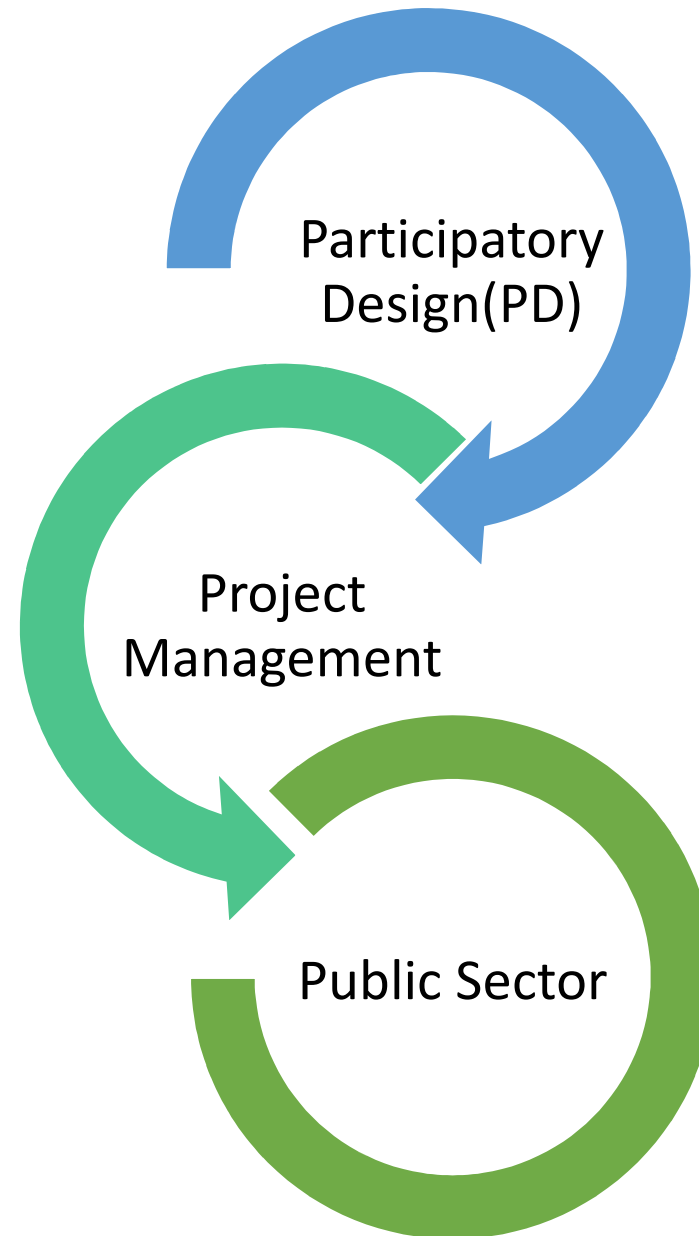 Participatory
Design(PD)
Project
Management
Public Sector